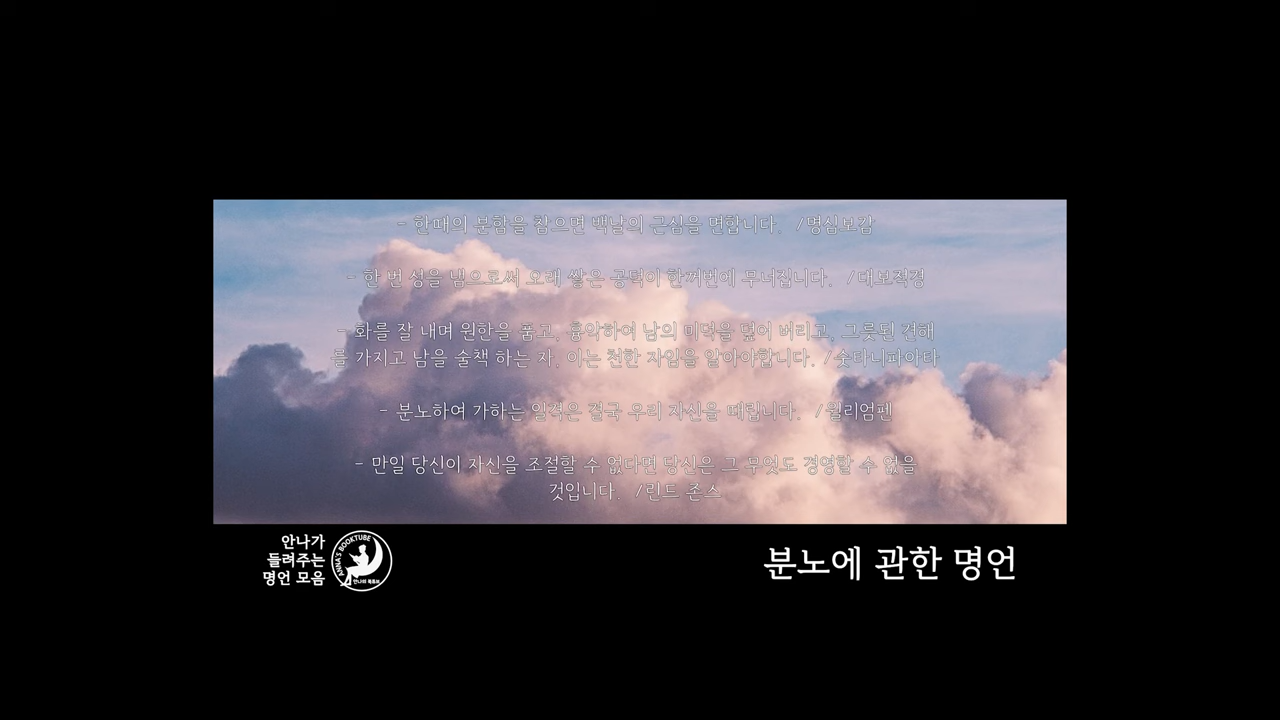 - 한때의 분함을 참으면 백날의 근심을 면합니다. /명심보감
- 한 번 성을 냄으로써 오래 쌓은 공덕이 한꺼번에 무너집니다. /대보적경
- 화를 잘 내며 원한을 품고, 흉악하여 남의 미덕을 덮어 버리고, 그릇된 견해
를 가지고 남을 술책 하는 자, 이는 천한 자임을 알아야합니다. /숫타니파아타
- 분노하여 가하는 일격은 결국 우리 자신을 때립니다. /윌리엄펜
- 만일 당신이 자신을 조절할 수 없다면 당신은 그 무엇도 경영할 수 없을
것입니다. /린드 존스
안나가
들려주는
명언 모음
ANNA'S BOOKTUBE
안나의 북튜브
분노에 관한 명언